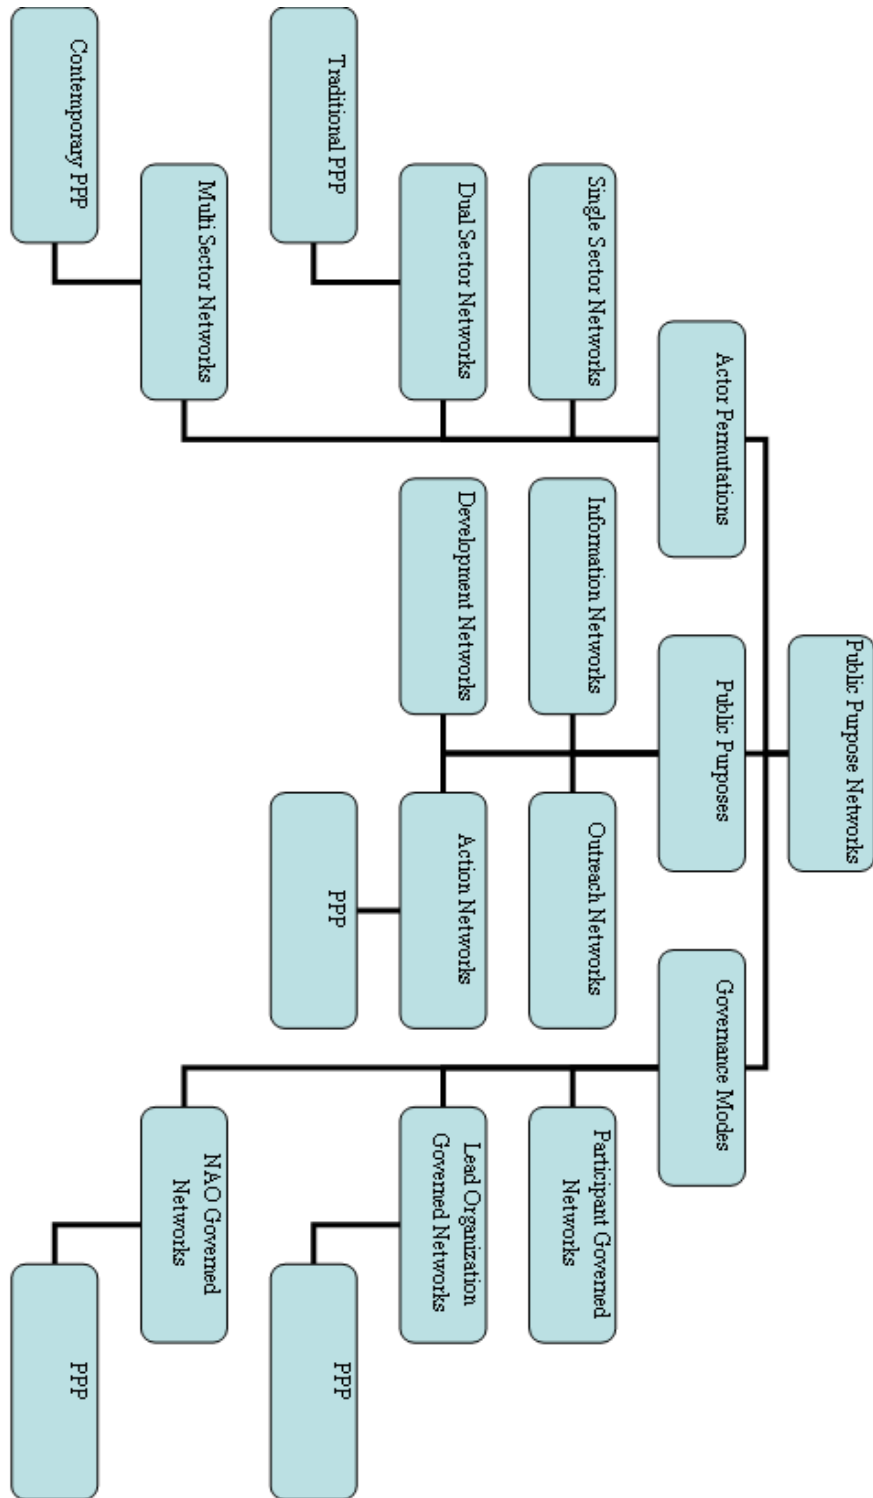 Public Purpose Networks
Actor Permutations
Public Purposes
Governance Modes
Single Sector Networks
Information Networks
Outreach Networks
Participant Governed
Networks
Dual Sector Networks
Development Networks
Action Networks
Lead Organization
Governed Networks
Traditional PPP
PPP
PPP
Multi Sector Networks
NAO Governed
Networks
Contemporary PPP
PPP